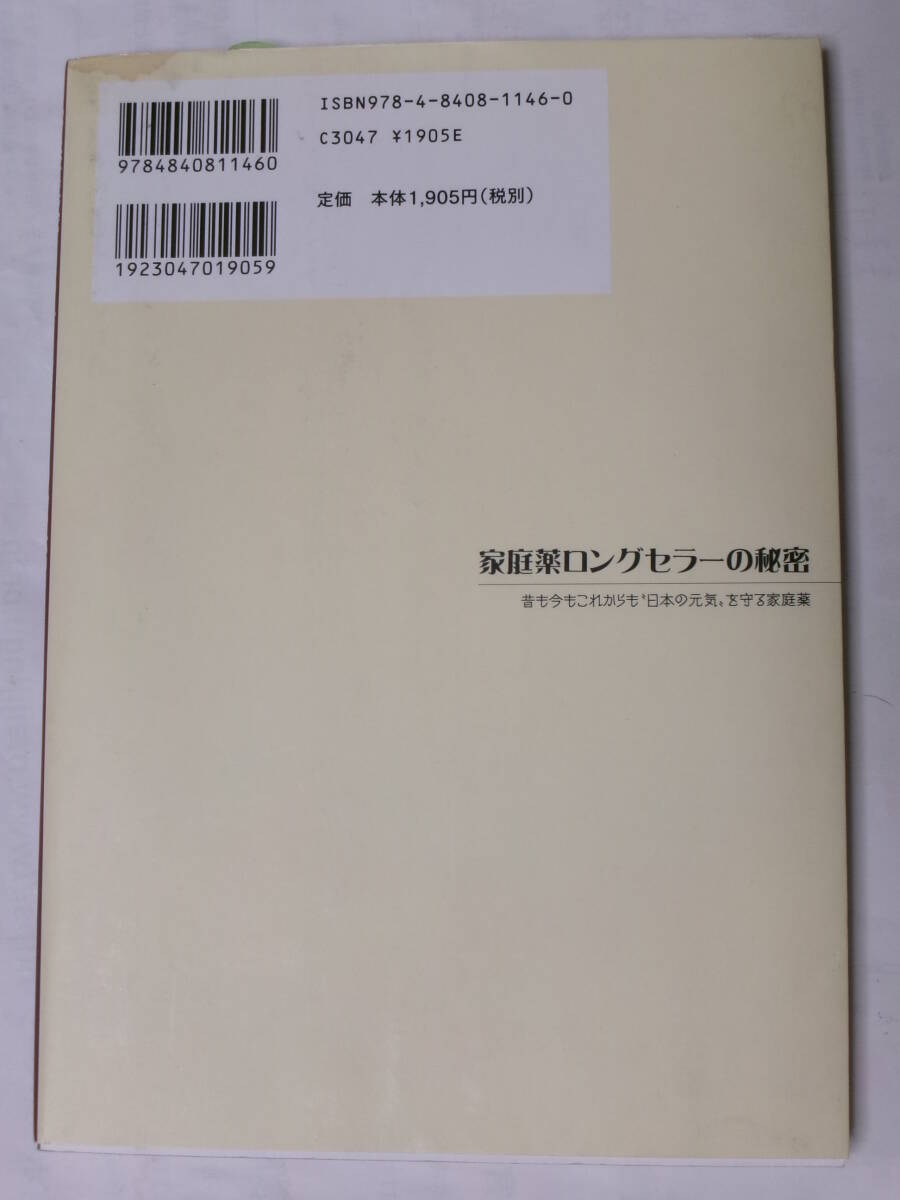 ISBN978-4-8408-1146-0
C3047 ¥1905E
9784840811460
定価　本体1,905円(税別)
1923047019059
家庭薬ロングセラーの秘密
昔も今もこれからも“日本の元気”を守る家庭薬